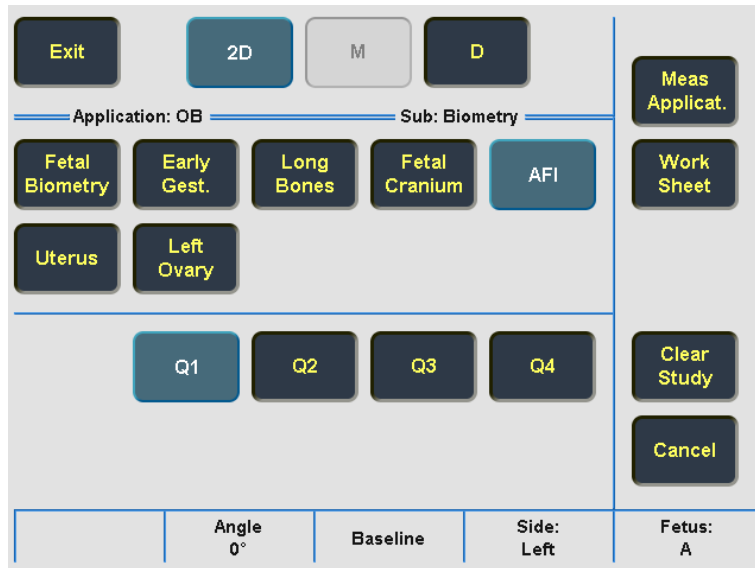 Exit
2D
M
D
Meas
Applicat.
Application: OB
Sub: Biometry
Fetal
Biometry
Early
Gest.
Long
Bones
Fetal
Cranium
AFI
Work
Sheet
Uterus
Left
Ovary
Q1
Q2
Q3
Q4
Clear
Study
Cancel
Angle
0°
Baseline
Side:
Left
Fetus:
A